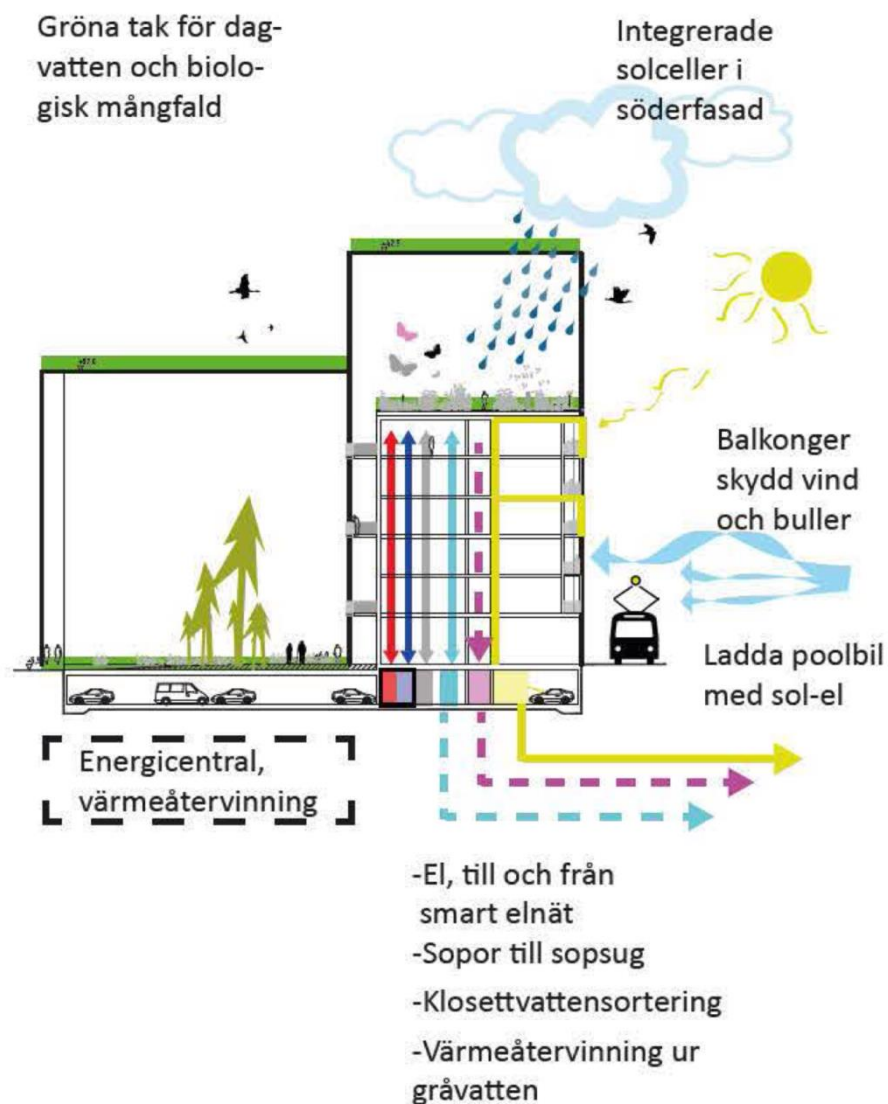 Gröna tak för dag-
vatten och biolo-
gisk mångfald
Integrerade
solceller i
söderfasad
Balkonger
skydd vind
och buller
Ladda poolbil
med sol-el
Energicentral,
värmeåtervinning
-El, till och från
smart elnät
-Sopor till sopsug
-Klosettvattensortering
-Värmeåtervinning ur
gråvatten